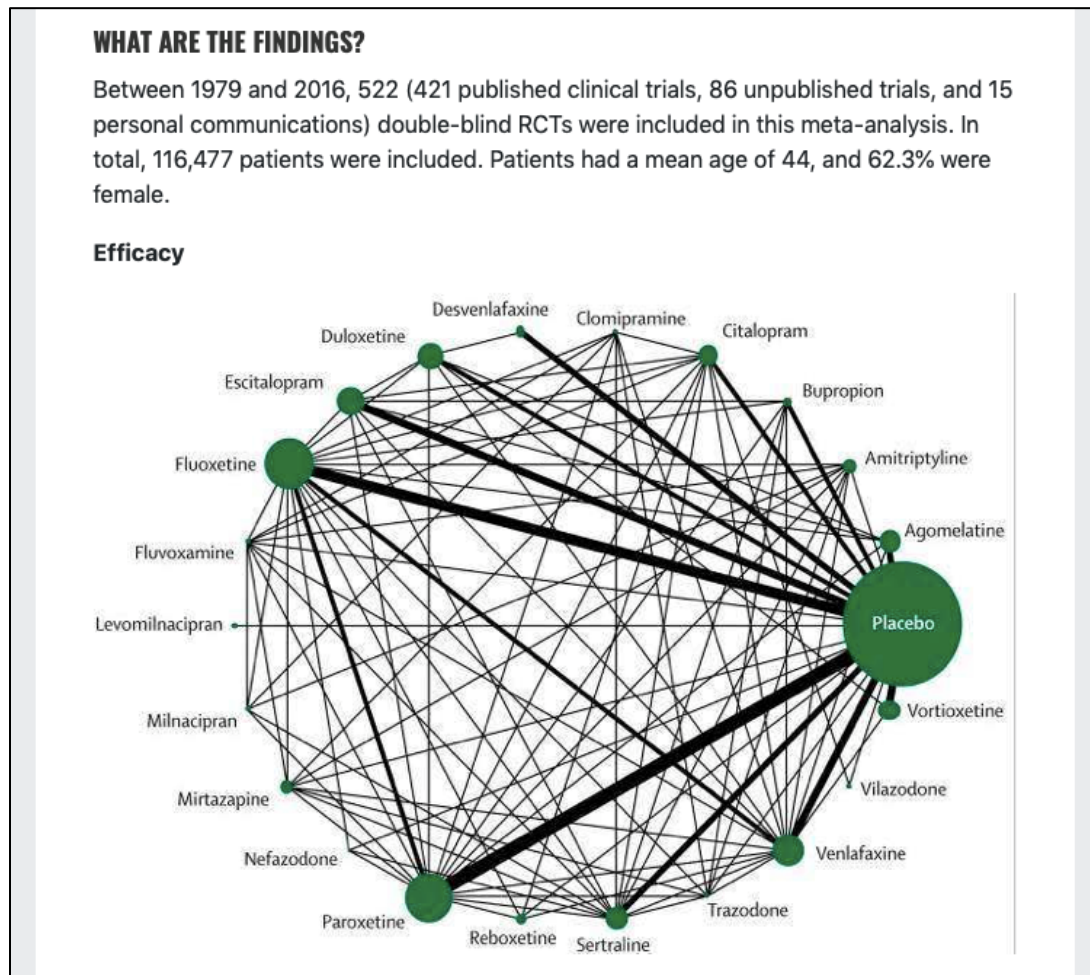 WHAT ARE THE FINDINGS?
Between 1979 and 2016, 522 (421 published clinical trials, 86 unpublished trials, and 15
personal communications) double-blind RCTs were included in this meta-analysis. In
total, 116,477 patients were included. Patients had a mean age of 44, and 62.3% were
female.
Efficacy
Desvenlafaxine
Clomipramine
Citalopram
Duloxetine
Bupropion
Escitalopram
Amitriptyline
Fluoxetine
Agomelatine
Fluvoxamine
Levomilnacipran
Placebo
Milnacipran
Vortioxetine
Mirtazapine
Vilazodone
Nefazodone
Venlafaxine
Paroxetine
Trazodone
Reboxetine
Sertraline